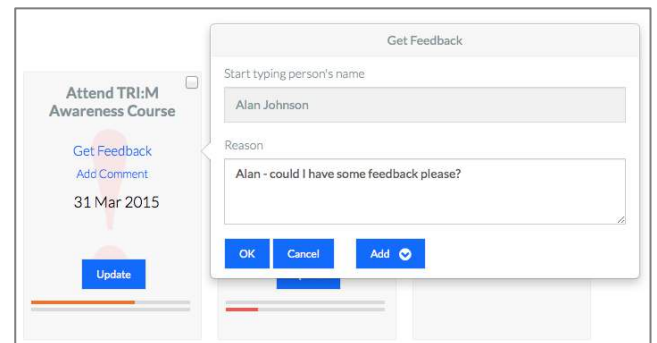 Get Feedback
Start typing person's name
Attend TRI:M
Awareness Course
Alan Johnson
Get Feedback
Add Comment
31 Mar 2015
Reason
Alan - could I have some feedback please?
OK Cancel Add
Update